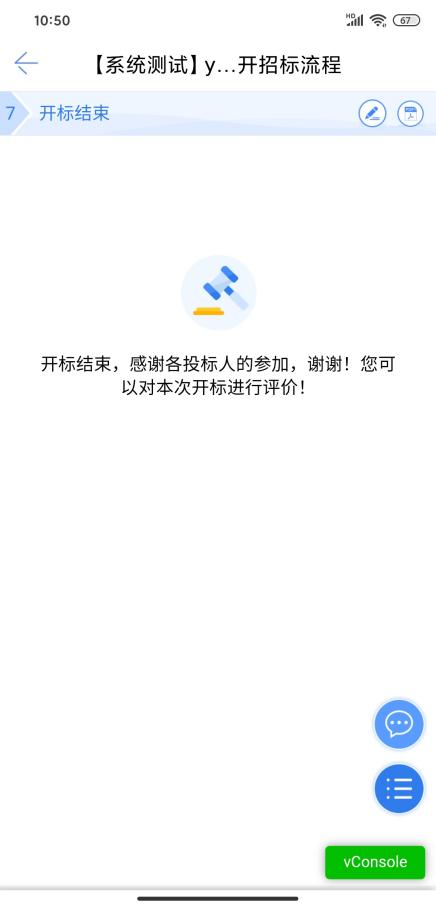 10:50
HD
67
【系统测试】y...开招标流程
7
开标结束
开标结束，感谢各投标人的参加，谢谢！您可
以对本次开标进行评价！
vConsole